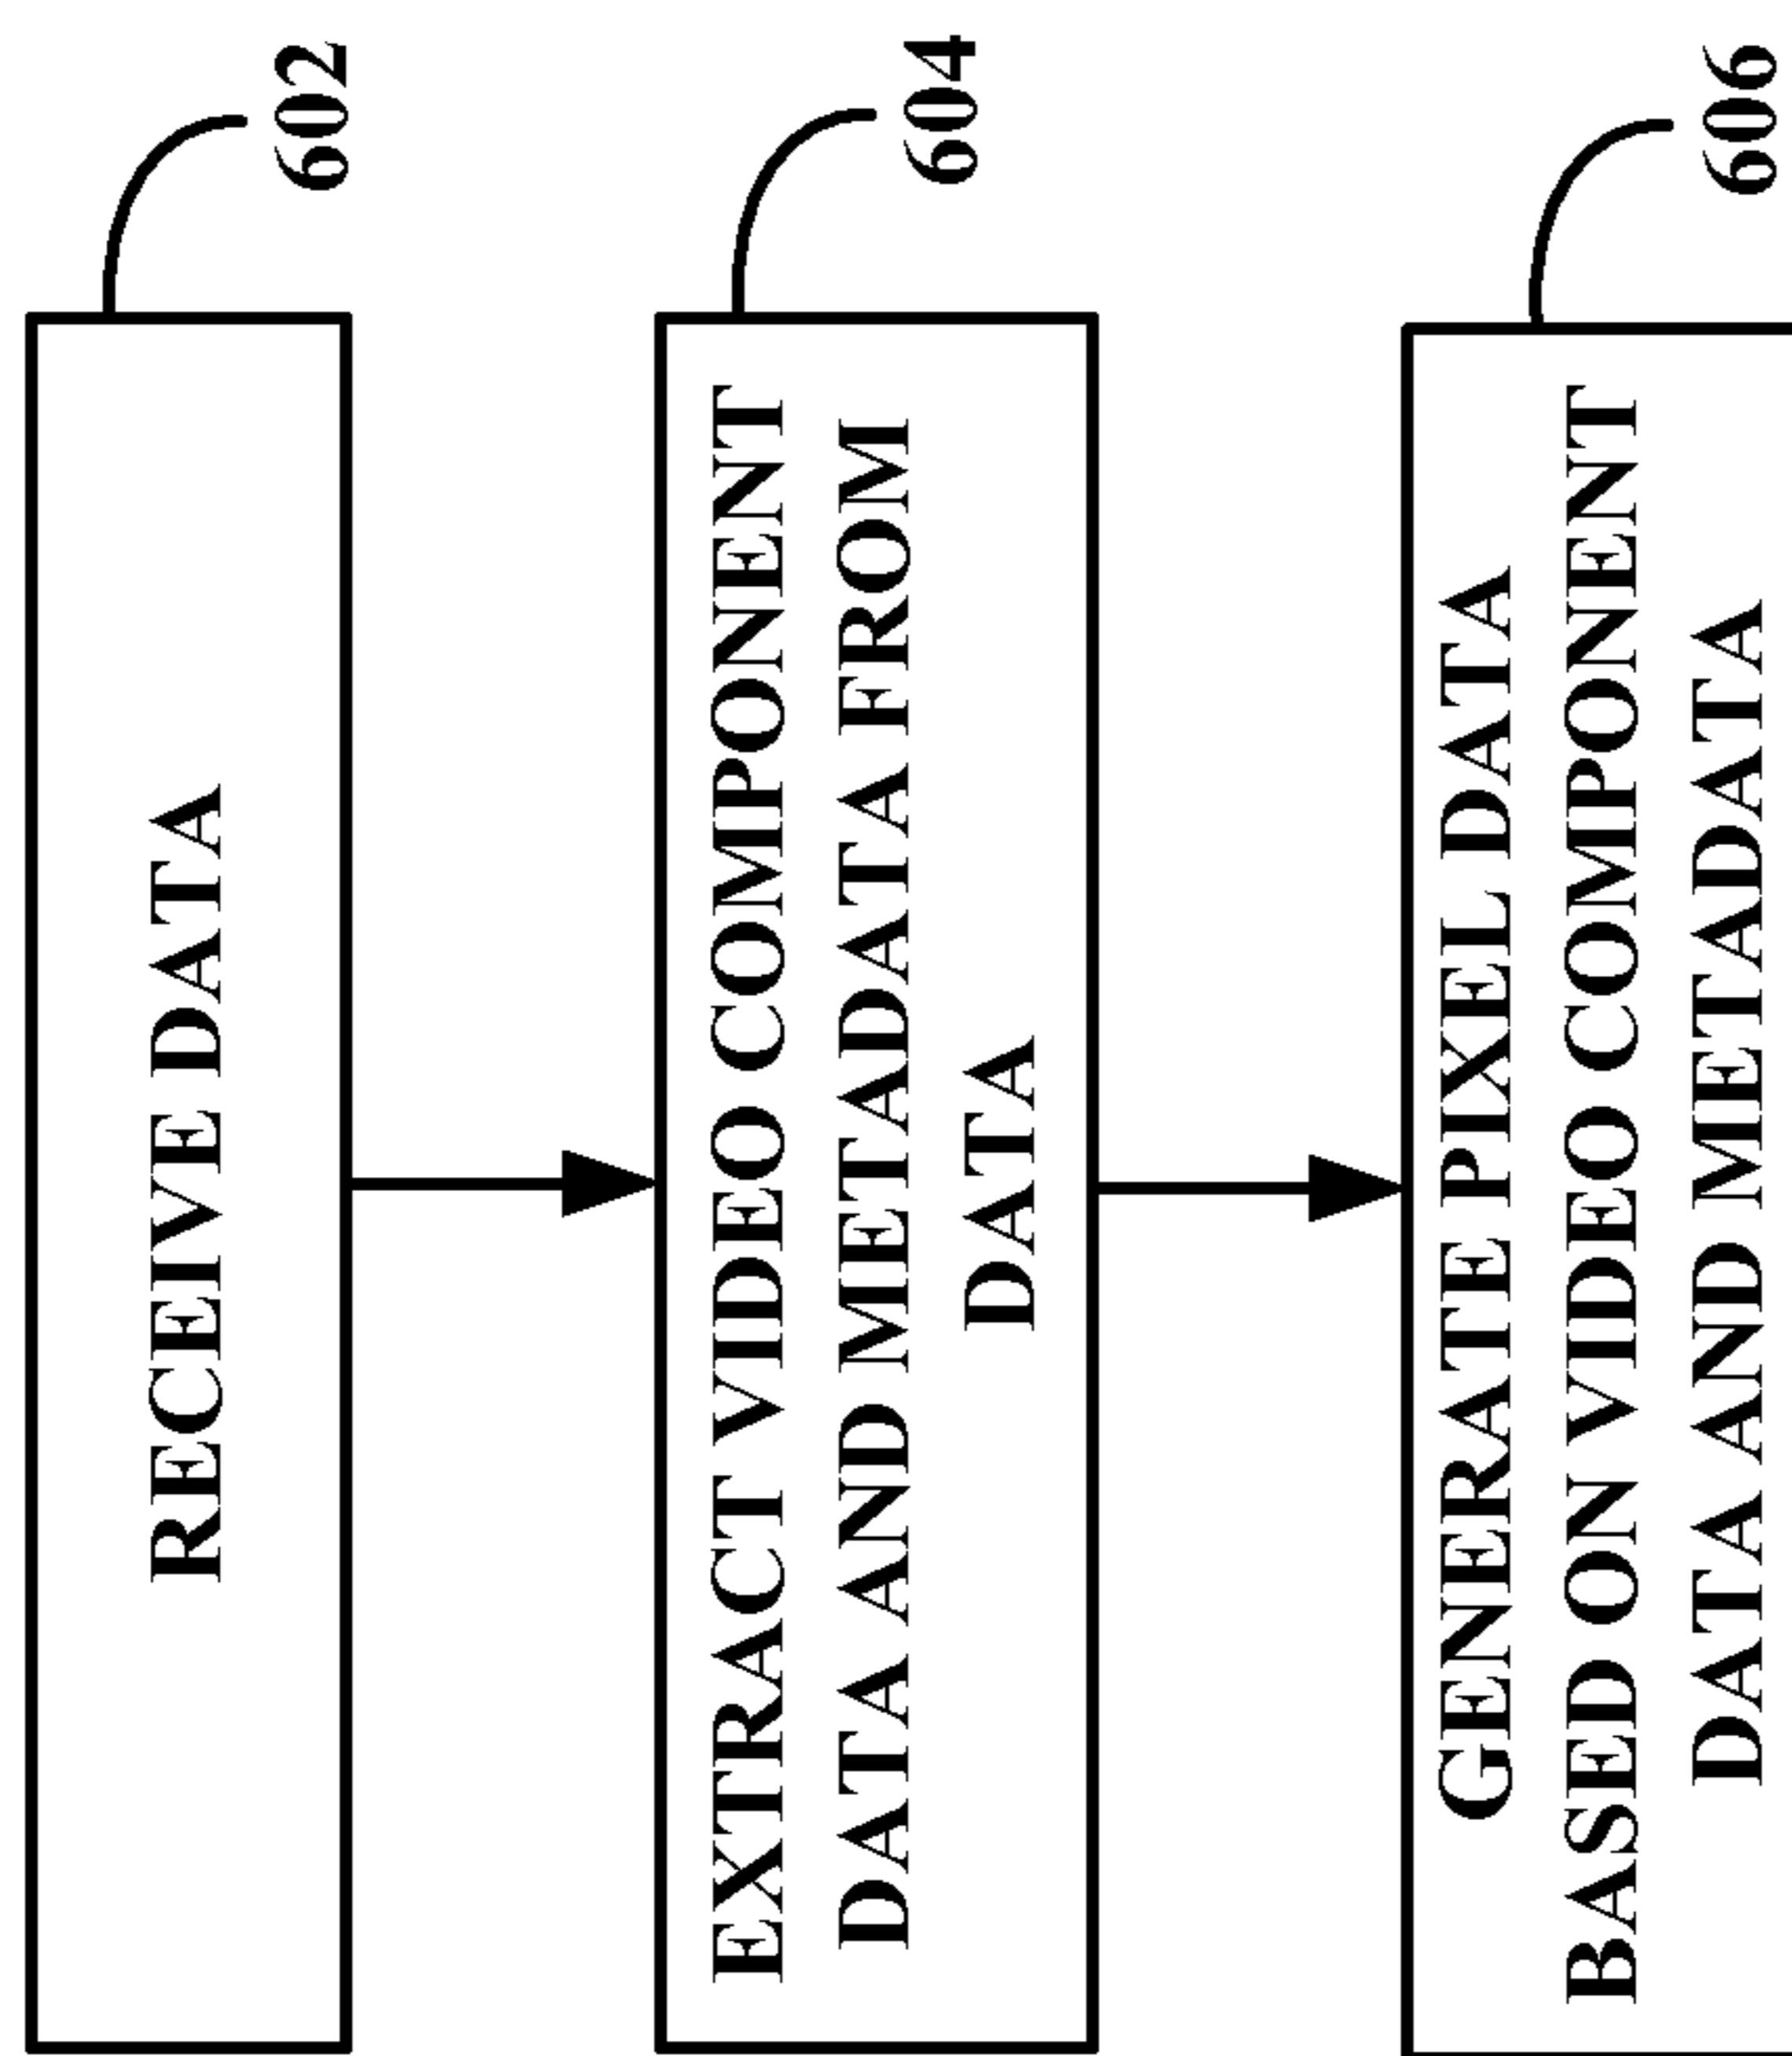 RECEIVE DATA
602
EXTRACT VIDEO COMPONENT
DATA AND METADATA FROM
DATA
604
GENERATE PIXEL DATA
BASED ON VIDEO COMPONENT
DATA AND METADATA
606